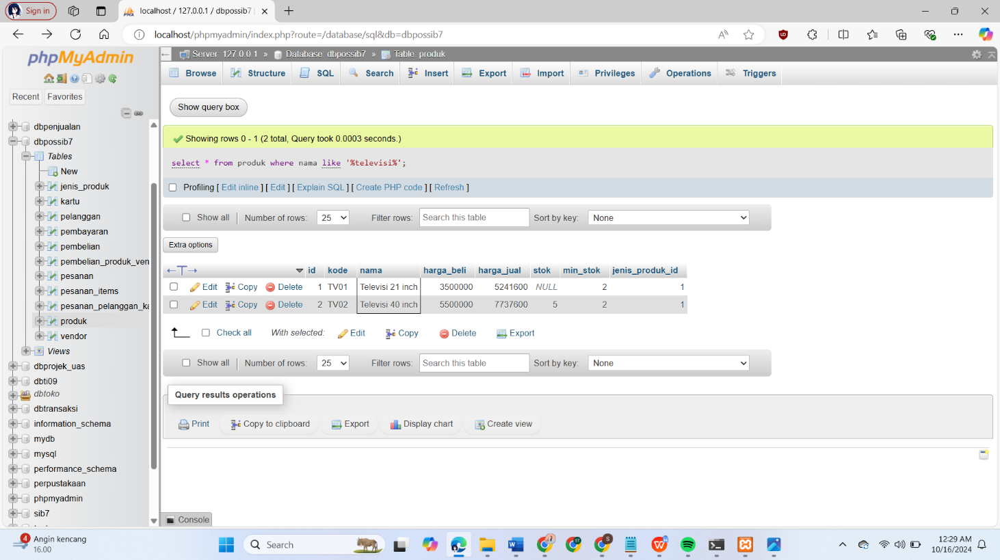 Sign in
localhost / 127.0.0.1 / dbpossib7
localhost/phpmyadmin/index.php?route=/database/sql&db=dbpossib7
phpMyAdmin
Recent Favorites
dbpenjualan
dbpossib7
Tables
New
jenis_produk
kartu
pelanggan
pembayaran
pembelian
pembelian_produk_ven
pesanan
pesanan_items
pesanan_pelanggan_ka
produk
vendor
Views
dbprojek_uas
dbti09
dbtoko
dbtransaksi
information_schema
mydb
mysql
performance_schema
perpustakaan
phpmyadmin
sib7
Server: 127.0.0.1 » Database: dbpossib7 » Table: produk
Browse Structure SQL Search Insert Export Import Privileges Operations Triggers
Show query box
Showing rows 0 - 1 (2 total, Query took 0.0003 seconds.)
select * from produk where nama like '%televisi%';
Profiling [ Edit inline ] [ Edit ] [ Explain SQL ] [ Create PHP code ] [ Refresh ]
Show all Number of rows: 25 Filter rows: Search this table Sort by key: None
Extra options
←T→ id kode nama harga_beli harga_jual stok min_stok jenis_produk_id
Edit Copy Delete 1 TV01 Televisi 21 inch 3500000 5241600 NULL 2 1
Edit Copy Delete 2 TV02 Televisi 40 inch 5500000 7737600 5 2 1
Check all With selected: Edit Copy Delete Export
Show all Number of rows: 25 Filter rows: Search this table Sort by key: None
Query results operations
Print Copy to clipboard Export Display chart Create view
Console
4 Angin kencang
16.00
Search
12:29 AM
10/16/2024